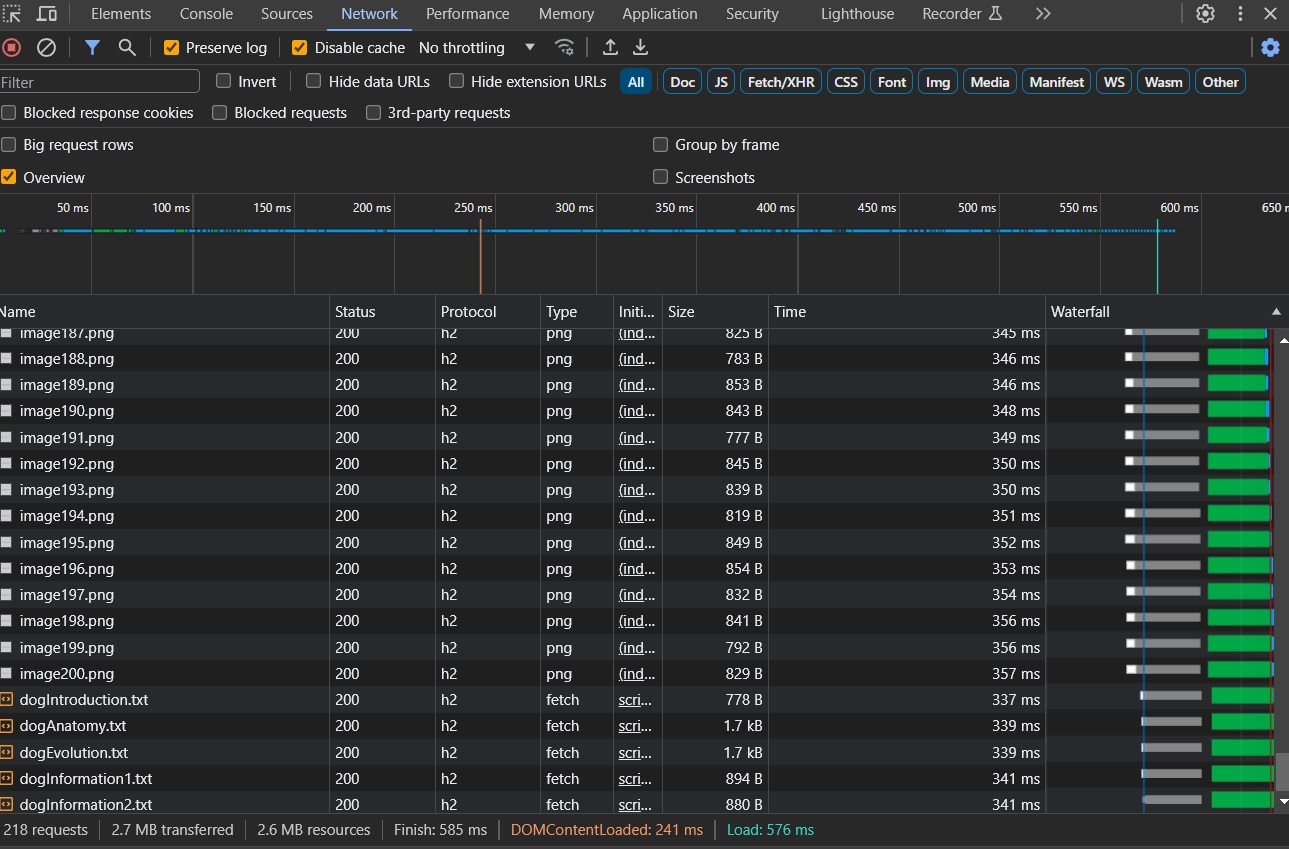 Elements Console Sources Network Performance Memory Application Security Lighthouse Recorder
Preserve log Disable cache No throttling
Filter Invert Hide data URLs Hide extension URLs All Doc JS Fetch/XHR CSS Font Img Media Manifest WS Wasm Other
Blocked response cookies Blocked requests 3rd-party requests
Big request rows Group by frame
Overview Screenshots
50 ms 100 ms 150 ms 200 ms 250 ms 300 ms 350 ms 400 ms 450 ms 500 ms 550 ms 600 ms 650 m
Name Status Protocol Type Initi... Size Time Waterfall
image187.png 200 h2 png (ind... 825 B 345 ms
image188.png 200 h2 png (ind... 783 B 346 ms
image189.png 200 h2 png (ind... 853 B 346 ms
image190.png 200 h2 png (ind... 843 B 348 ms
image191.png 200 h2 png (ind... 777 B 349 ms
image192.png 200 h2 png (ind... 845 B 350 ms
image193.png 200 h2 png (ind... 839 B 350 ms
image194.png 200 h2 png (ind... 819 B 351 ms
image195.png 200 h2 png (ind... 849 B 352 ms
image196.png 200 h2 png (ind... 854 B 353 ms
image197.png 200 h2 png (ind... 832 B 354 ms
image198.png 200 h2 png (ind... 841 B 356 ms
image199.png 200 h2 png (ind... 792 B 356 ms
image200.png 200 h2 png (ind... 829 B 357 ms
dogIntroduction.txt 200 h2 fetch scri... 778 B 337 ms
dogAnatomy.txt 200 h2 fetch scri... 1.7 kB 339 ms
dogEvolution.txt 200 h2 fetch scri... 1.7 kB 339 ms
dogInformation1.txt 200 h2 fetch scri... 894 B 341 ms
dogInformation2.txt 200 h2 fetch scri... 880 B 341 ms
218 requests 2.7 MB transferred 2.6 MB resources Finish: 585 ms DOMContentLoaded: 241 ms Load: 576 ms